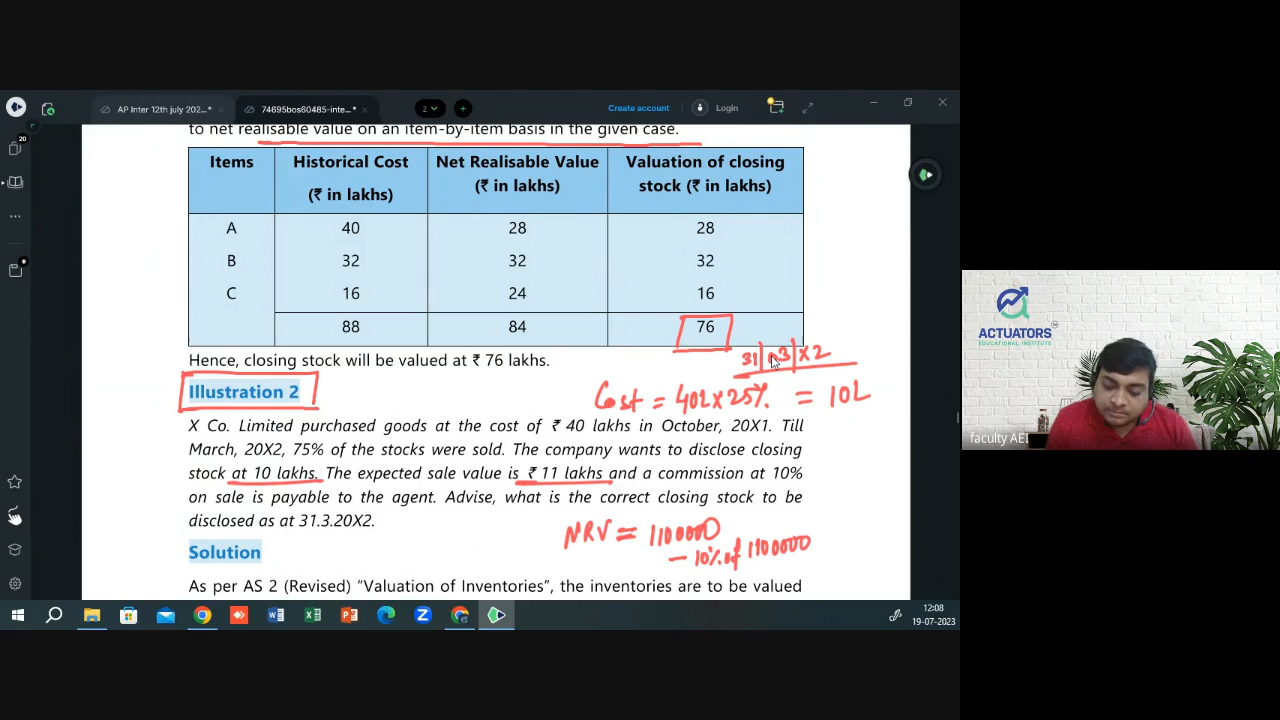 AP Inter 12th july 202...*
74695bos60485-inte...*
2
Create account
Login
20
to net realisable value on an item-by-item basis in the given case.
Items Historical Cost (₹ in lakhs) Net Realisable Value (₹ in lakhs) Valuation of closing stock (₹ in lakhs)
A 40 28 28
B 32 32 32
C 16 24 16
88 84 76
Hence, closing stock will be valued at ₹ 76 lakhs.
31/03/X2
Illustration 2
Cost = 40L X 25% = 10L
X Co. Limited purchased goods at the cost of ₹ 40 lakhs in October, 20X1. Till
March, 20X2, 75% of the stocks were sold. The company wants to disclose closing
stock at 10 lakhs. The expected sale value is ₹ 11 lakhs and a commission at 10%
on sale is payable to the agent. Advise, what is the correct closing stock to be
disclosed as at 31.3.20X2.
NRV = 1100000
- 10% of 1100000
Solution
As per AS 2 (Revised) “Valuation of Inventories”, the inventories are to be valued
ACTUATORS
EDUCATIONAL INSTITUTE
faculty AEI
12:08
19-07-2023